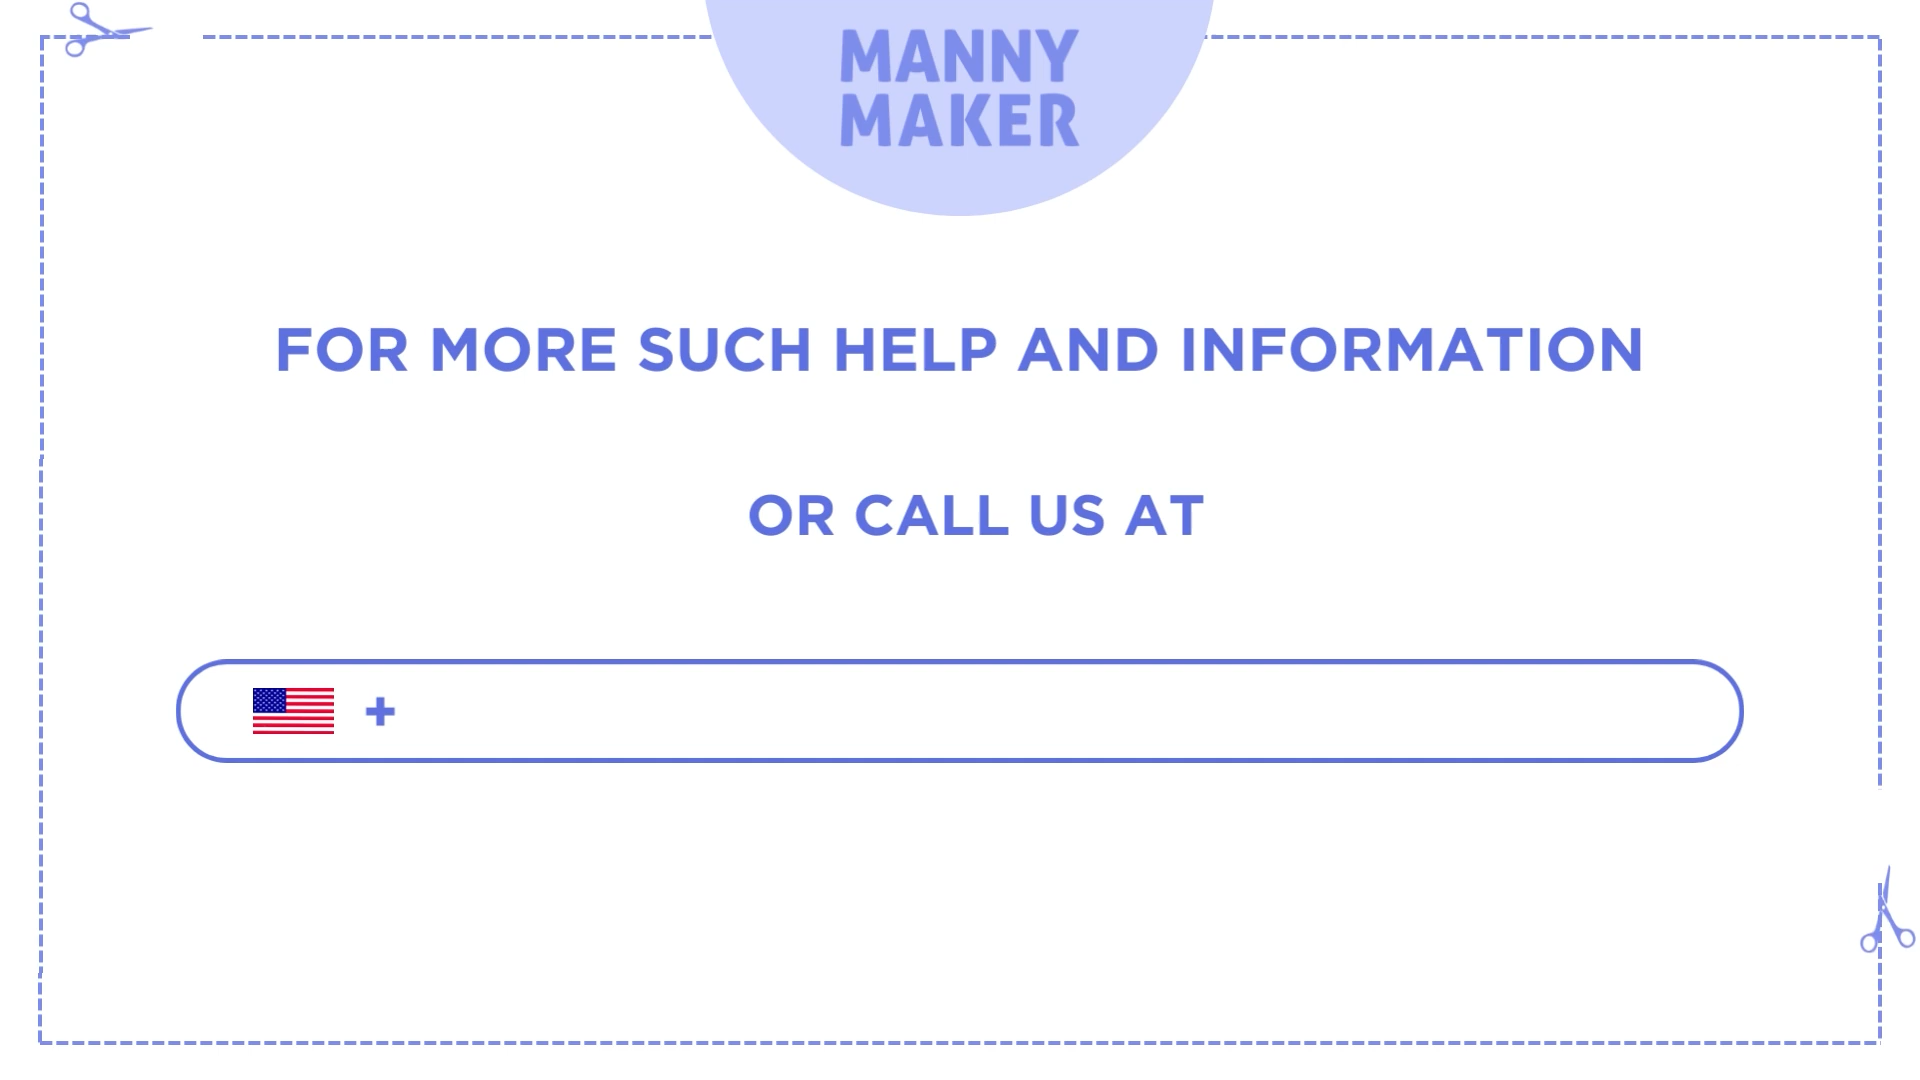 MANNY
MAKER
FOR MORE SUCH HELP AND INFORMATION
OR CALL US AT
+